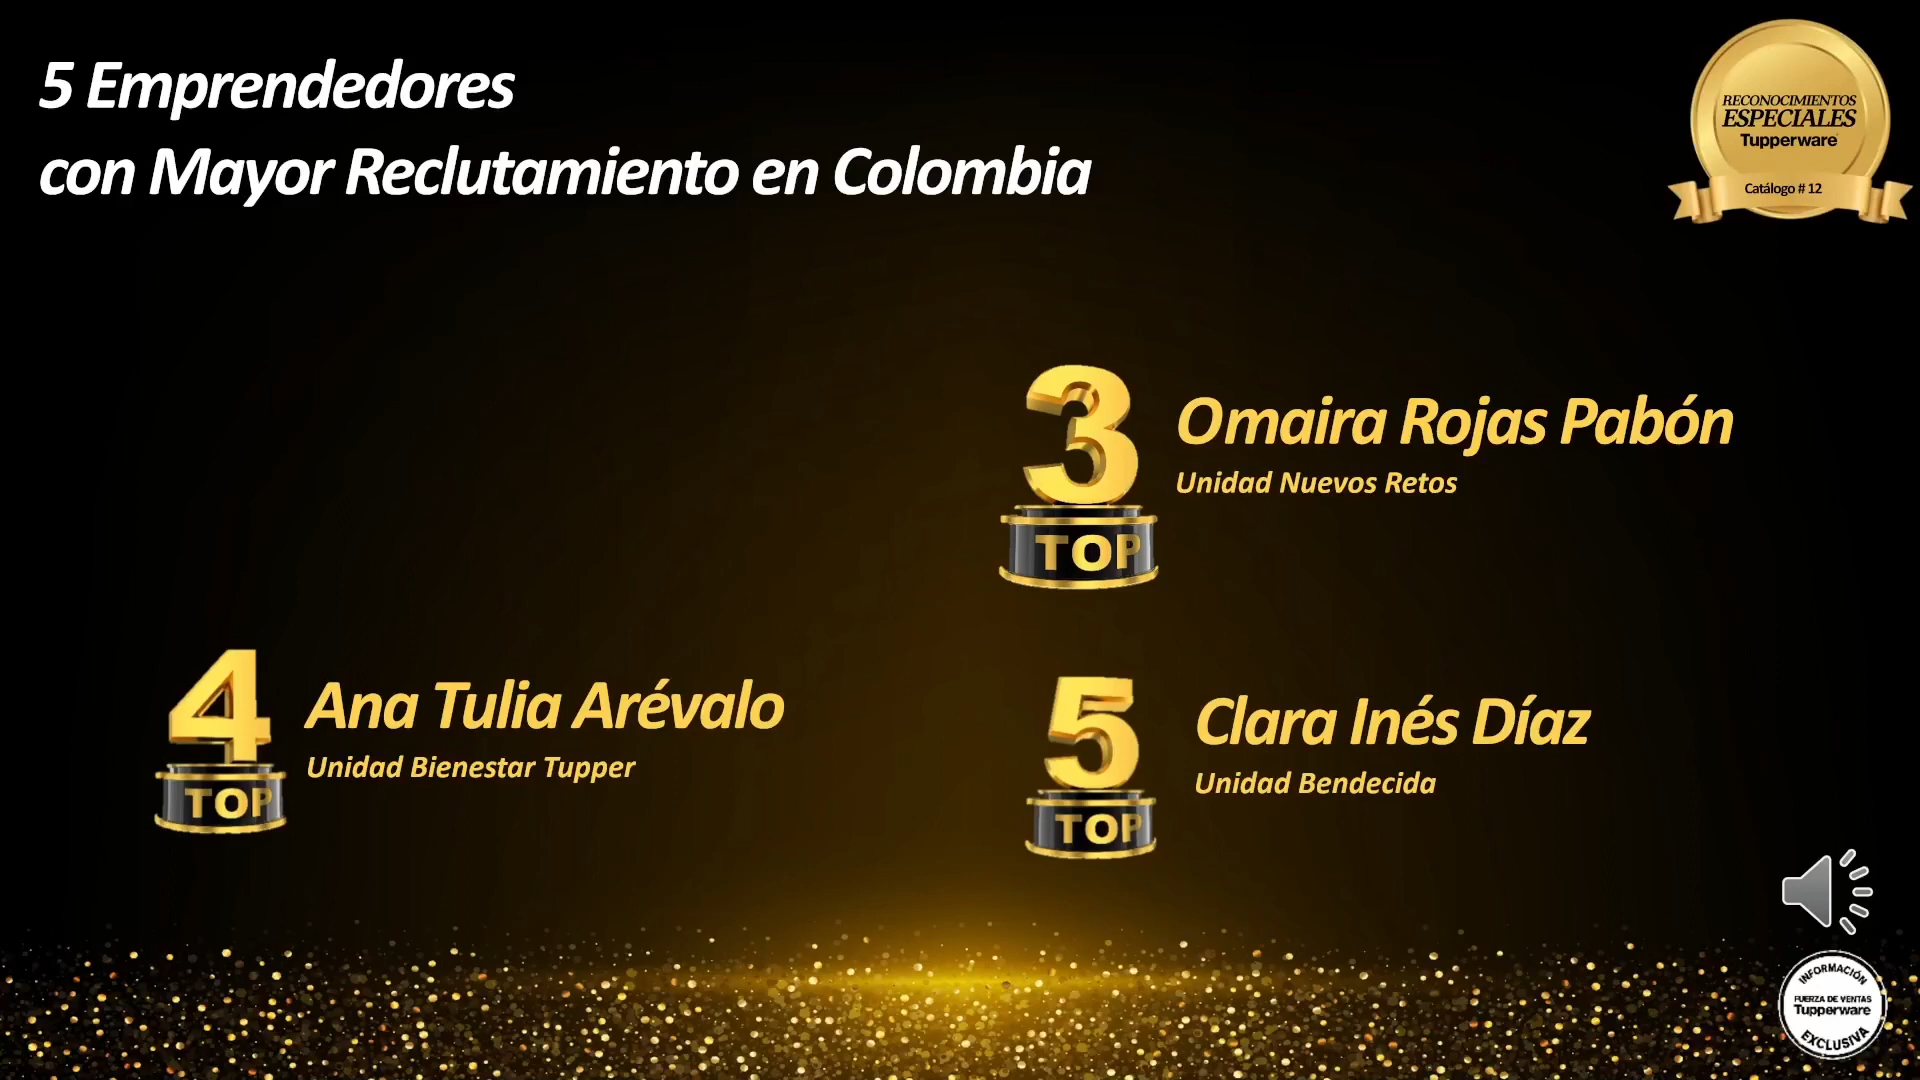 5 Emprendedores
con Mayor Reclutamiento en Colombia
RECONOCIMIENTOS
ESPECIALES
Tupperware
Catálogo # 12
3
TOP
Omaira Rojas Pabón
Unidad Nuevos Retos
4
TOP
Ana Tulia Arévalo
Unidad Bienestar Tupper
5
TOP
Clara Inés Díaz
Unidad Bendecida
INFORMACIÓN
FUERZA DE VENTAS
Tupperware
EXCLUSIVA